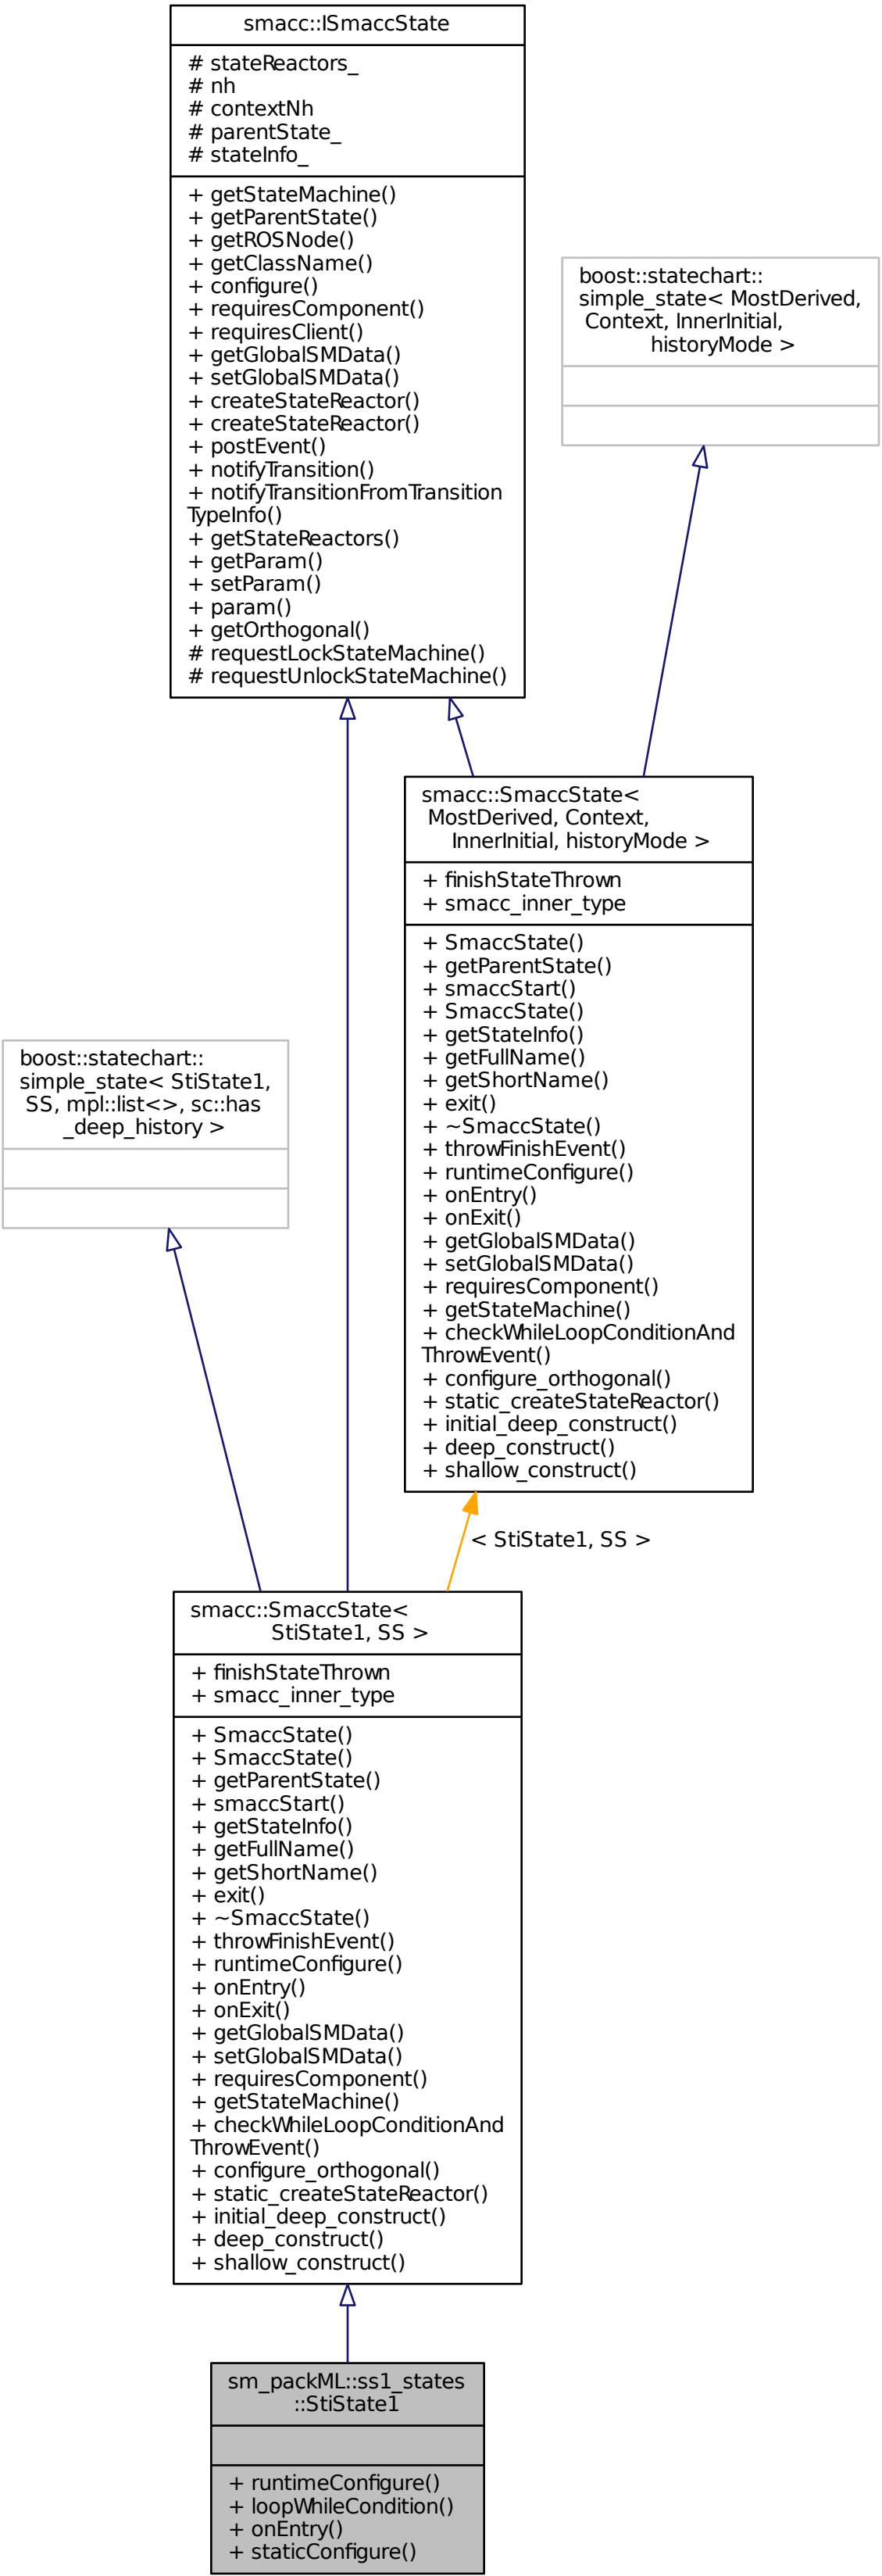 smacc::ISmaccState
# stateReactors_
# nh
# contextNh
# parentState_
# stateInfo_
+ getStateMachine()
+ getParentState()
+ getROSNode()
+ getClassName()
+ configure()
+ requiresComponent()
+ requiresClient()
+ getGlobalSMData()
+ setGlobalSMData()
+ createStateReactor()
+ createStateReactor()
+ postEvent()
+ notifyTransition()
+ notifyTransitionFromTransition
TypeInfo()
+ getStateReactors()
+ getParam()
+ setParam()
+ param()
+ getOrthogonal()
# requestLockStateMachine()
# requestUnlockStateMachine()
boost::statechart::
simple_state< MostDerived,
Context, InnerInitial,
historyMode >
smacc::SmaccState<
MostDerived, Context,
InnerInitial, historyMode >
+ finishStateThrown
+ smacc_inner_type
+ SmaccState()
+ getParentState()
+ smaccStart()
+ SmaccState()
+ getStateInfo()
+ getFullName()
+ getShortName()
+ exit()
+ ~SmaccState()
+ throwFinishEvent()
+ runtimeConfigure()
+ onEntry()
+ onExit()
+ getGlobalSMData()
+ setGlobalSMData()
+ requiresComponent()
+ getStateMachine()
+ checkWhileLoopConditionAnd
ThrowEvent()
+ configure_orthogonal()
+ static_createStateReactor()
+ initial_deep_construct()
+ deep_construct()
+ shallow_construct()
boost::statechart::
simple_state< StiState1,
SS, mpl::list<>, sc::has
_deep_history >
< StiState1, SS >
smacc::SmaccState<
StiState1, SS >
+ finishStateThrown
+ smacc_inner_type
+ SmaccState()
+ SmaccState()
+ getParentState()
+ smaccStart()
+ getStateInfo()
+ getFullName()
+ getShortName()
+ exit()
+ ~SmaccState()
+ throwFinishEvent()
+ runtimeConfigure()
+ onEntry()
+ onExit()
+ getGlobalSMData()
+ setGlobalSMData()
+ requiresComponent()
+ getStateMachine()
+ checkWhileLoopConditionAnd
ThrowEvent()
+ configure_orthogonal()
+ static_createStateReactor()
+ initial_deep_construct()
+ deep_construct()
+ shallow_construct()
sm_packML::ss1_states
::StiState1
+ runtimeConfigure()
+ loopWhileCondition()
+ onEntry()
+ staticConfigure()